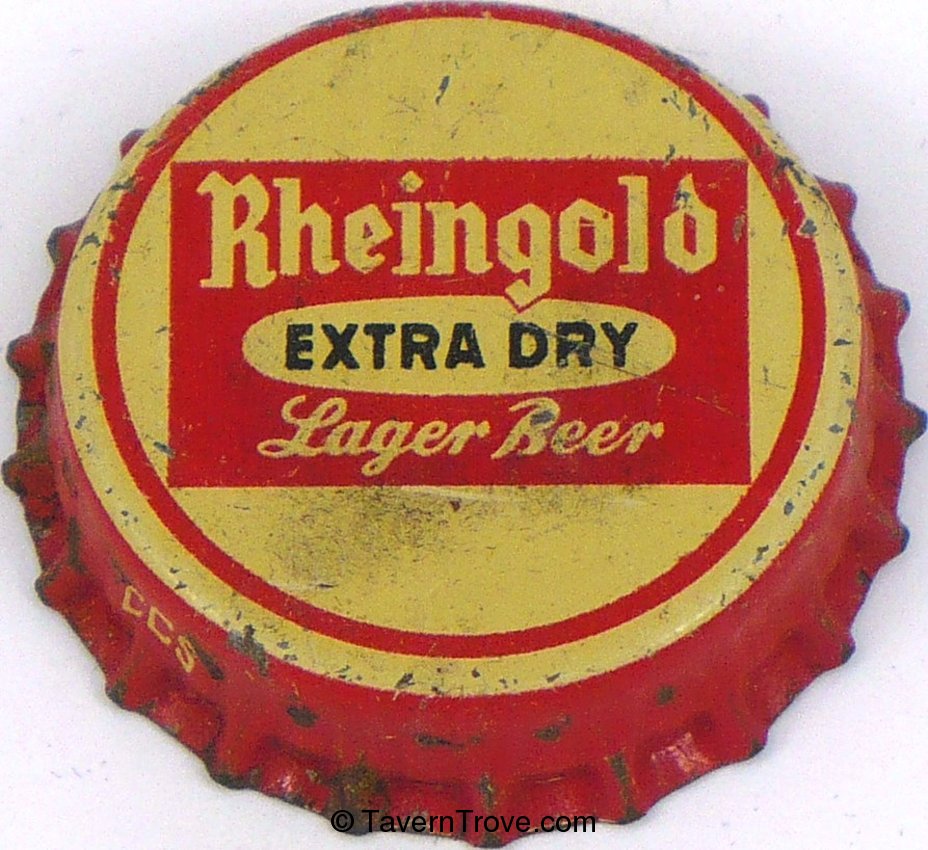 Rheingold
EXTRA DRY
Lager Beer
CCS
© TavernTrove.com